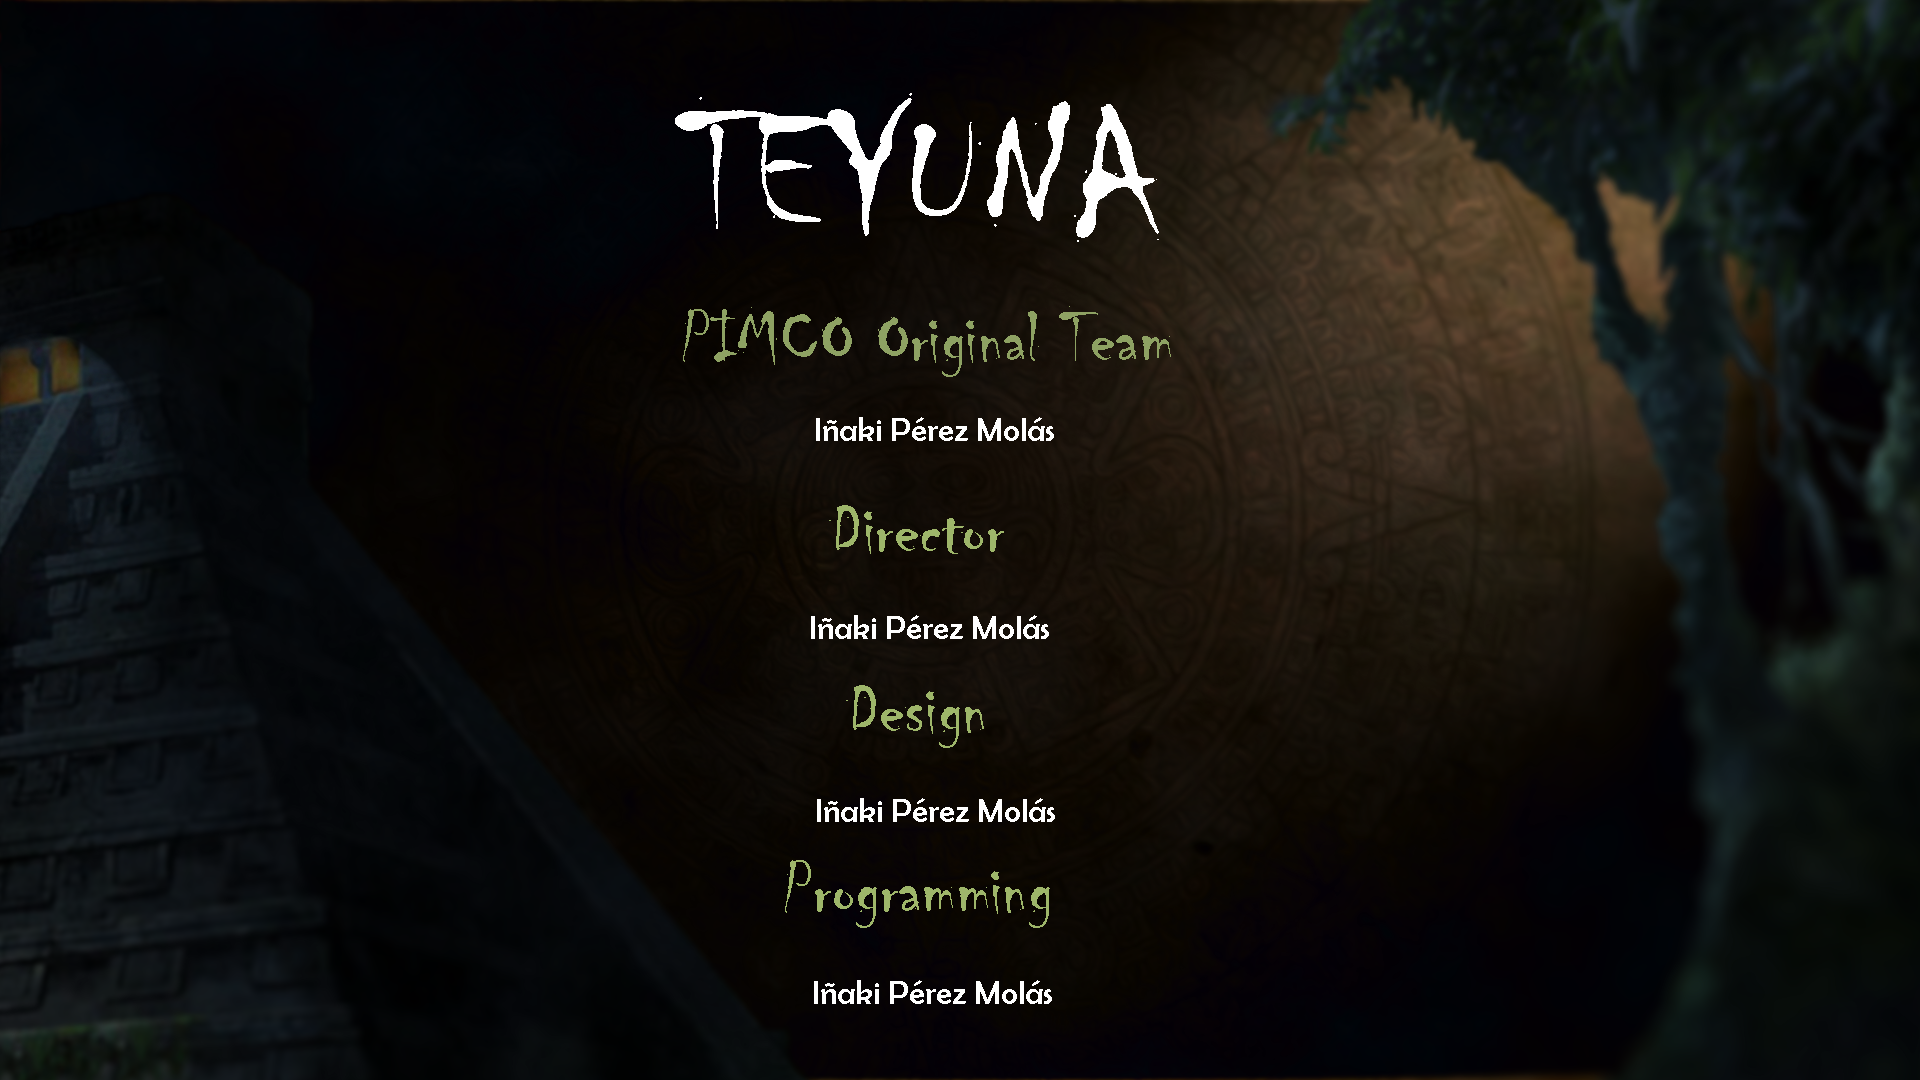 TEYUNA
PIMCO Original Team
Iñaki Pérez Molás
Director
Iñaki Pérez Molás
Design
Iñaki Pérez Molás
Programming
Iñaki Pérez Molás